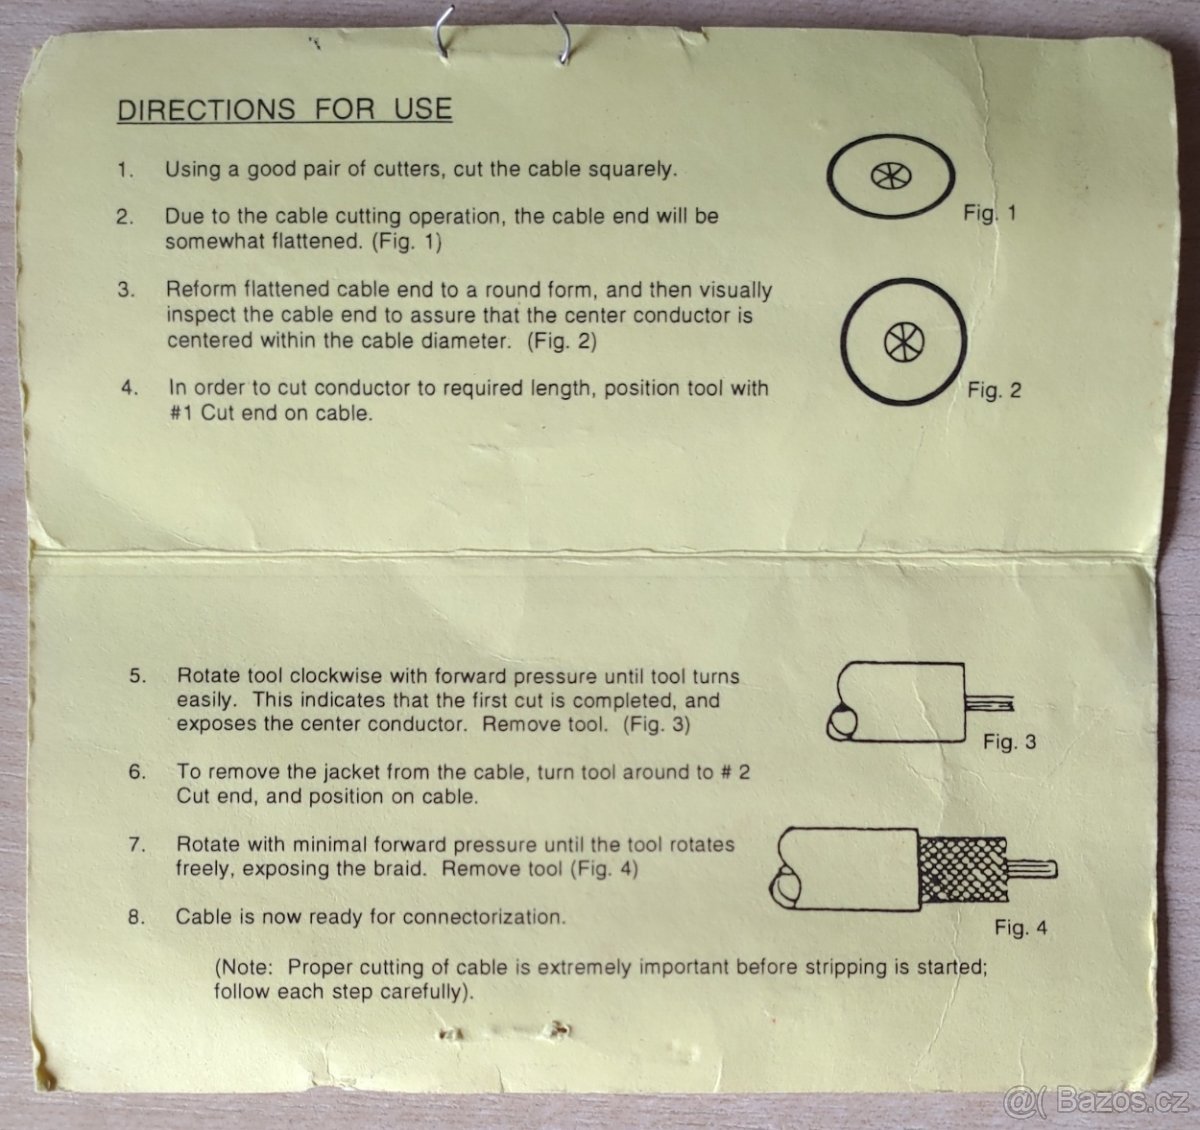 DIRECTIONS FOR USE
1. Using a good pair of cutters, cut the cable squarely.
2. Due to the cable cutting operation, the cable end will be
somewhat flattened. (Fig. 1)
Fig. 1
3. Reform flattened cable end to a round form, and then visually
inspect the cable end to assure that the center conductor is
centered within the cable diameter. (Fig. 2)
4. In order to cut conductor to required length, position tool with
#1 Cut end on cable.
Fig. 2
5. Rotate tool clockwise with forward pressure until tool turns
easily. This indicates that the first cut is completed, and
exposes the center conductor. Remove tool. (Fig. 3)
Fig. 3
6. To remove the jacket from the cable, turn tool around to # 2
Cut end, and position on cable.
7. Rotate with minimal forward pressure until the tool rotates
freely, exposing the braid. Remove tool (Fig. 4)
8. Cable is now ready for connectorization.
Fig. 4
(Note: Proper cutting of cable is extremely important before stripping is started;
follow each step carefully).
@( Bazos.cz